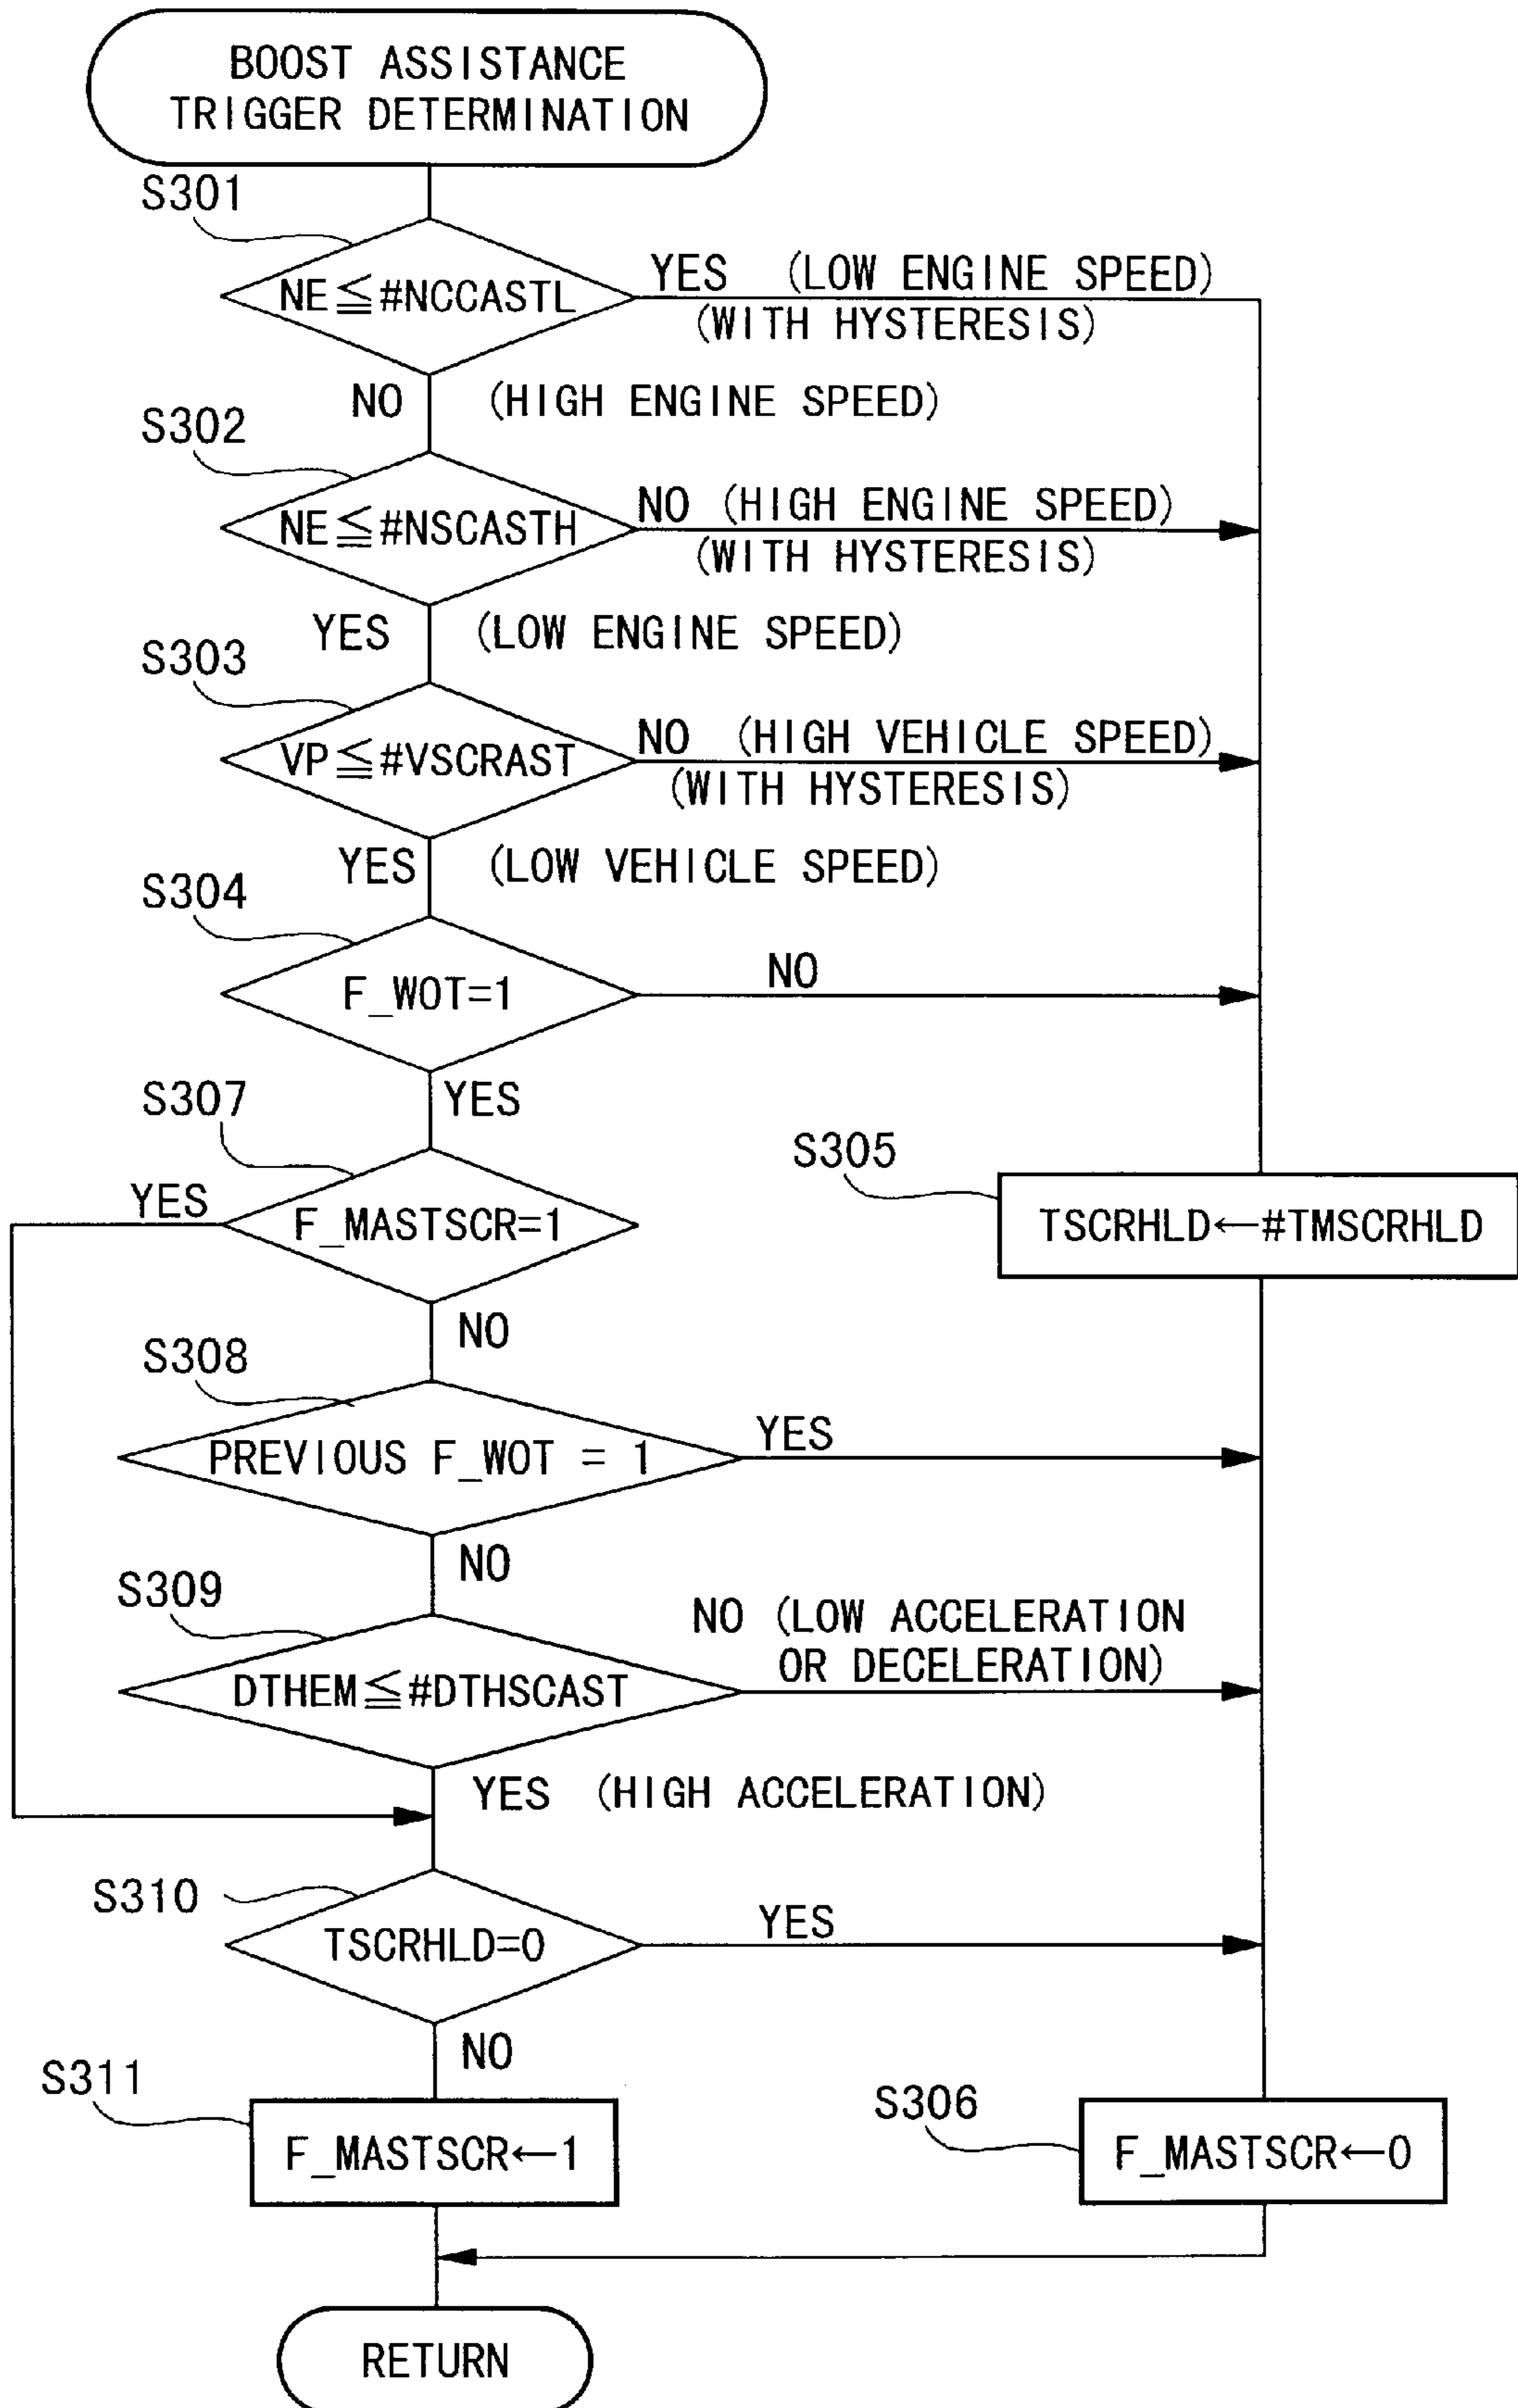 BOOST ASSISTANCE
TRIGGER DETERMINATION
S301
NE≦#NCCASTL
YES (LOW ENGINE SPEED)
(WITH HYSTERESIS)
NO (HIGH ENGINE SPEED)
S302
NE≦#NSCASTH
NO (HIGH ENGINE SPEED)
(WITH HYSTERESIS)
YES (LOW ENGINE SPEED)
S303
VP≦#VSCRAST
NO (HIGH VEHICLE SPEED)
(WITH HYSTERESIS)
YES (LOW VEHICLE SPEED)
S304
F_WOT=1
NO
YES
S307
F_MASTSCR=1
YES
NO
S305
TSCRHLD←#TMSCRHLD
S308
PREVIOUS F_WOT = 1
YES
NO
S309
DTHEM≦#DTHSCAST
NO (LOW ACCELERATION
OR DECELERATION)
YES (HIGH ACCELERATION)
S310
TSCRHLD=0
YES
NO
S311
F_MASTSCR←1
S306
F_MASTSCR←0
RETURN